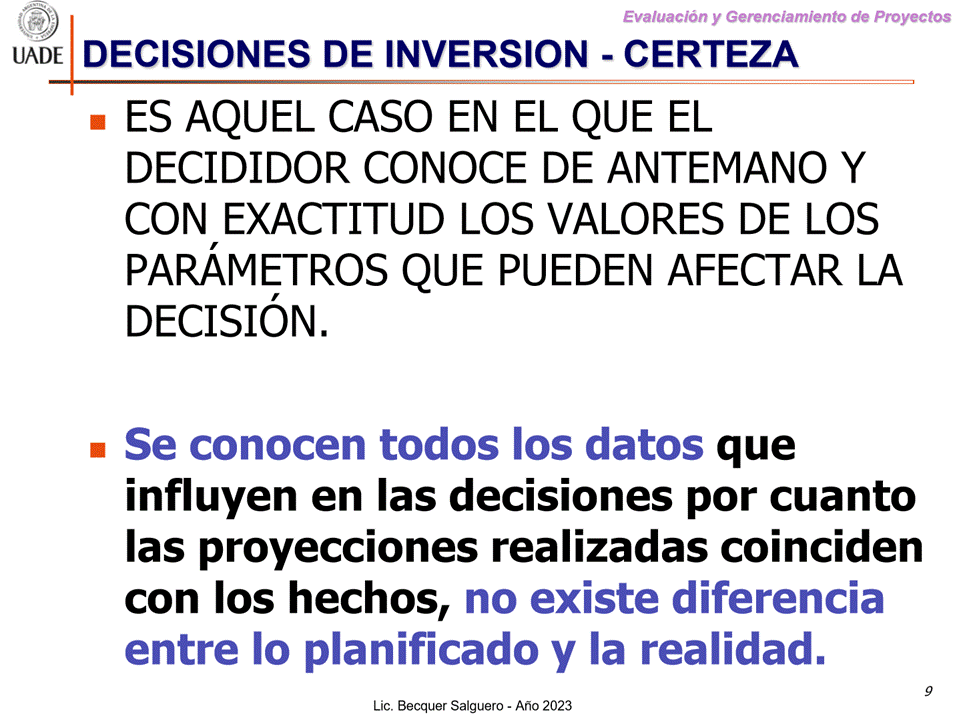 Evaluación y Gerenciamiento de Proyectos
UADE
DECISIONES DE INVERSION - CERTEZA
ES AQUEL CASO EN EL QUE EL
DECIDIDOR CONOCE DE ANTEMANO Y
CON EXACTITUD LOS VALORES DE LOS
PARÁMETROS QUE PUEDEN AFECTAR LA
DECISIÓN.
Se conocen todos los datos que
influyen en las decisiones por cuanto
las proyecciones realizadas coinciden
con los hechos, no existe diferencia
entre lo planificado y la realidad.
9
Lic. Becquer Salguero - Año 2023